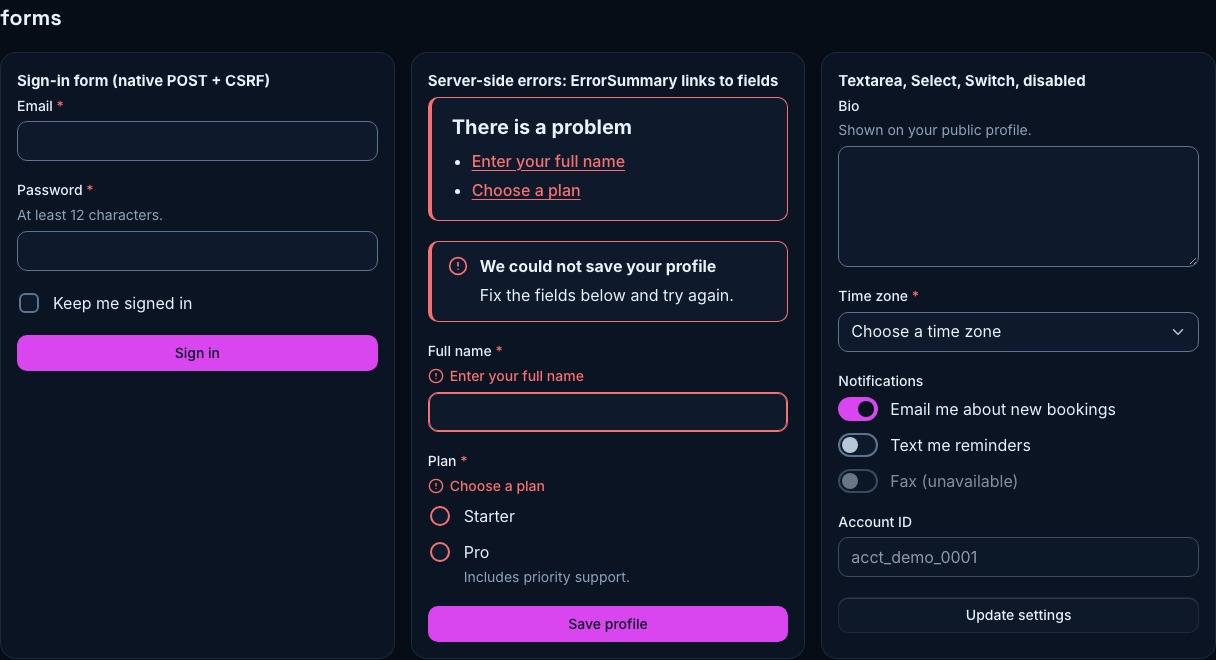 forms
Sign-in form (native POST + CSRF)
Email *
Password *
At least 12 characters.
Keep me signed in
Sign in
Server-side errors: ErrorSummary links to fields
There is a problem
• Enter your full name
• Choose a plan
We could not save your profile
Fix the fields below and try again.
Full name *
Enter your full name
Plan *
Choose a plan
Starter
Pro
Includes priority support.
Save profile
Textarea, Select, Switch, disabled
Bio
Shown on your public profile.
Time zone *
Choose a time zone
Notifications
Email me about new bookings
Text me reminders
Fax (unavailable)
Account ID
acct_demo_0001
Update settings